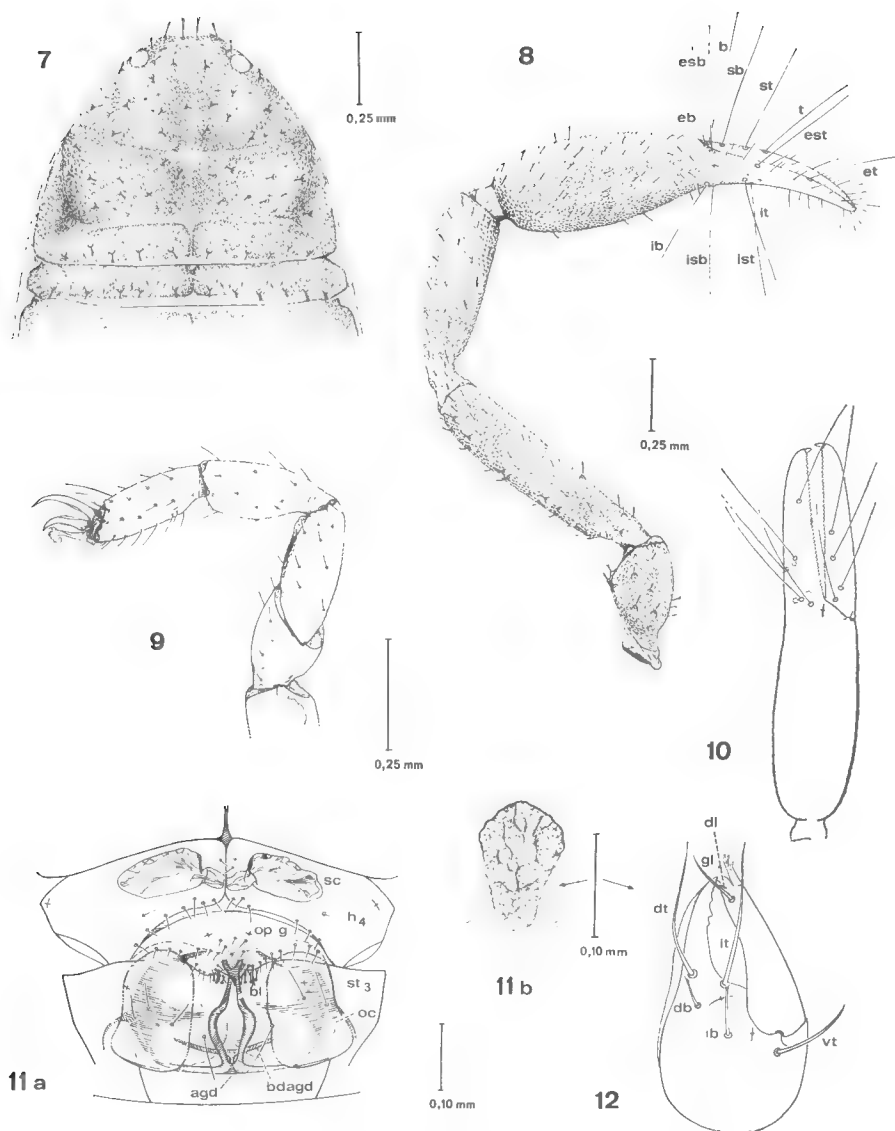 7
0,25 mm
8
esb
b
sb
st
t
est
eb
et
it
ib
isb
ist
0,25 mm
9
0,25 mm
10
sc
h4
op g
bl
st 3
oc
agd
bdagd
11 a
0,10 mm
11 b
0,10 mm
dl
gl
dt
lt
db
ib
vt
12